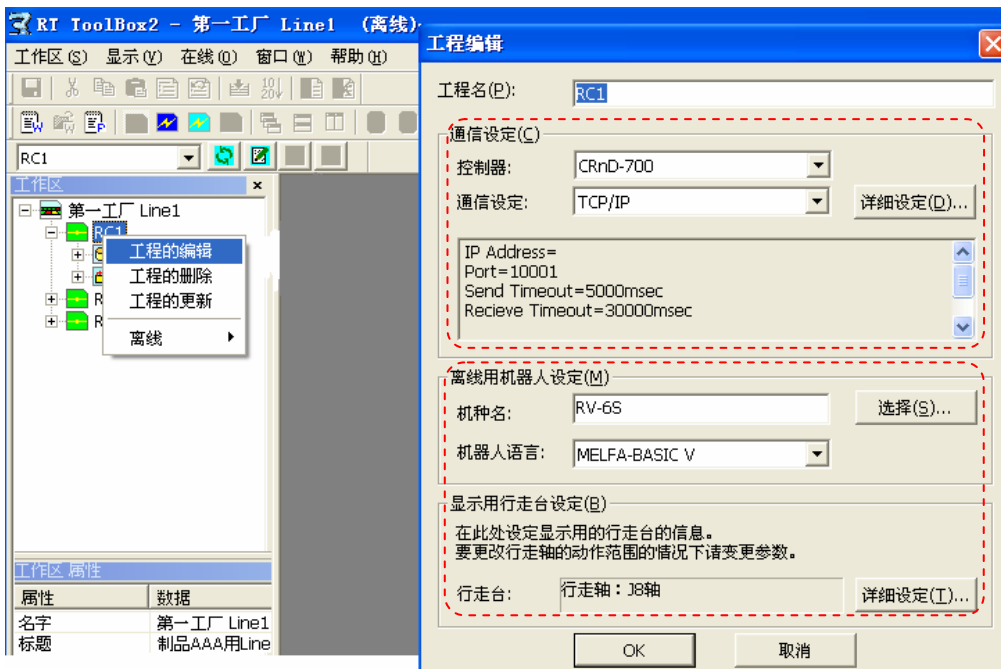 RT ToolBox2 - 第一工厂 Line1 (离线)
工作区(S) 显示(V) 在线(O) 窗口(W) 帮助(H)
RC1
工作区
第一工厂 Line1
RC1
工程的编辑
工程的删除
工程的更新
离线
R
R
工作区 属性
属性 数据
名字 第一工厂 Line1
标题 制品AAA用Line
工程编辑
工程名(P): RC1
通信设定(C)
控制器: CRnD-700
通信设定: TCP/IP 详细设定(D)...
IP Address=
Port=10001
Send Timeout=5000msec
Recieve Timeout=30000msec
离线用机器人设定(M)
机种名: RV-6S 选择(S)...
机器人语言: MELFA-BASIC V
显示用行走台设定(B)
在此处设定显示用的行走台的信息。
要更改行走轴的动作范围的情况下请变更参数。
行走台: 行走轴：J8轴 详细设定(T)...
OK 取消